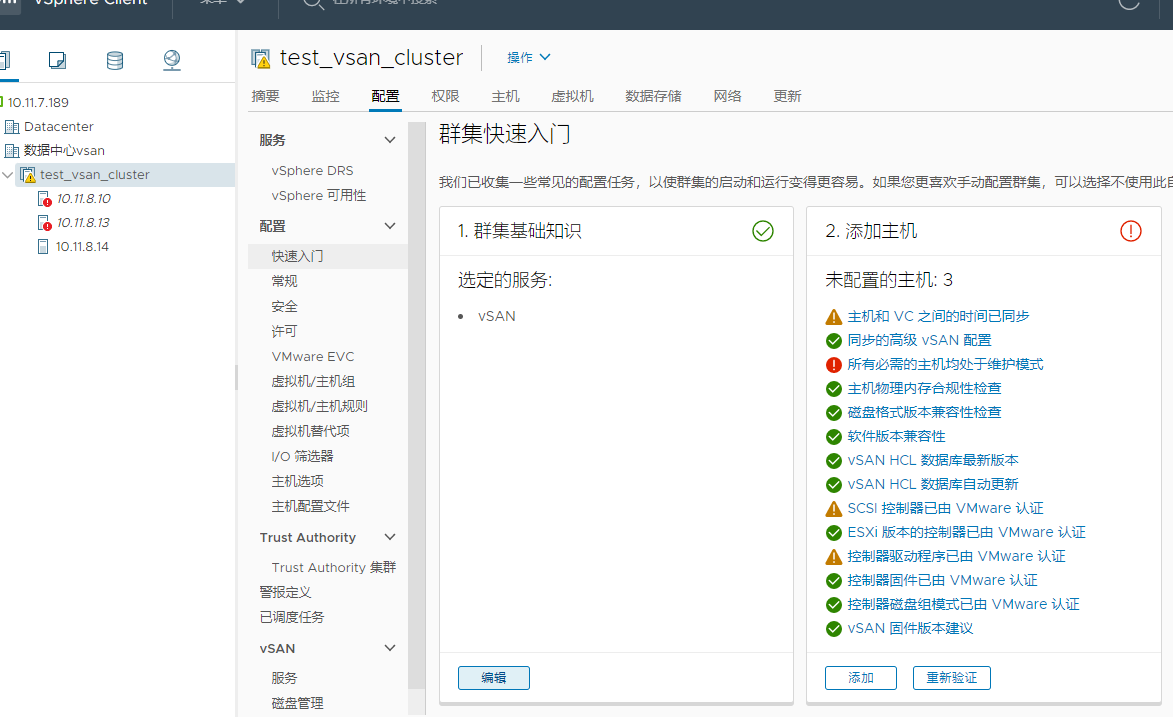 vSphere Client
菜单
在所有环境中搜索
10.11.7.189
Datacenter
数据中心vsan
test_vsan_cluster
10.11.8.10
10.11.8.13
10.11.8.14
test_vsan_cluster
操作
摘要 监控 配置 权限 主机 虚拟机 数据存储 网络 更新
服务
vSphere DRS
vSphere 可用性
配置
快速入门
常规
安全
许可
VMware EVC
虚拟机/主机组
虚拟机/主机规则
虚拟机替代项
I/O 筛选器
主机选项
主机配置文件
Trust Authority
Trust Authority 集群
警报定义
已调度任务
vSAN
服务
磁盘管理
群集快速入门
我们已收集一些常见的配置任务，以使群集的启动和运行变得更容易。如果您更喜欢手动配置群集，可以选择不使用此自
1. 群集基础知识
选定的服务:
• vSAN
编辑
2. 添加主机
未配置的主机: 3
主机和 VC 之间的时间已同步
同步的高级 vSAN 配置
所有必需的主机均处于维护模式
主机物理内存合规性检查
磁盘格式版本兼容性检查
软件版本兼容性
vSAN HCL 数据库最新版本
vSAN HCL 数据库自动更新
SCSI 控制器已由 VMware 认证
ESXi 版本的控制器已由 VMware 认证
控制器驱动程序已由 VMware 认证
控制器固件已由 VMware 认证
控制器磁盘组模式已由 VMware 认证
vSAN 固件版本建议
添加 重新验证